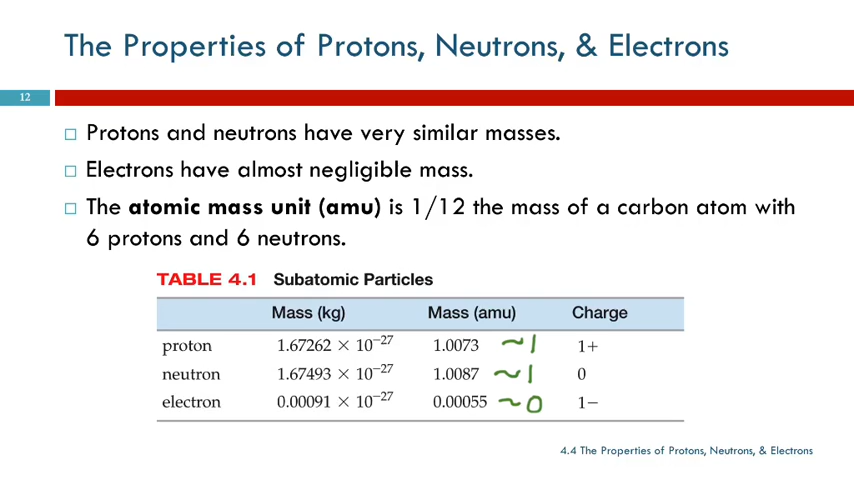 The Properties of Protons, Neutrons, & Electrons
12
□ Protons and neutrons have very similar masses.
□ Electrons have almost negligible mass.
□ The atomic mass unit (amu) is 1/12 the mass of a carbon atom with
6 protons and 6 neutrons.
TABLE 4.1 Subatomic Particles
Mass (kg) Mass (amu) Charge
proton 1.67262 × 10⁻²⁷ 1.0073 ~1 1+
neutron 1.67493 × 10⁻²⁷ 1.0087 ~1 0
electron 0.00091 × 10⁻²⁷ 0.00055 ~0 1−
4.4 The Properties of Protons, Neutrons, & Electrons